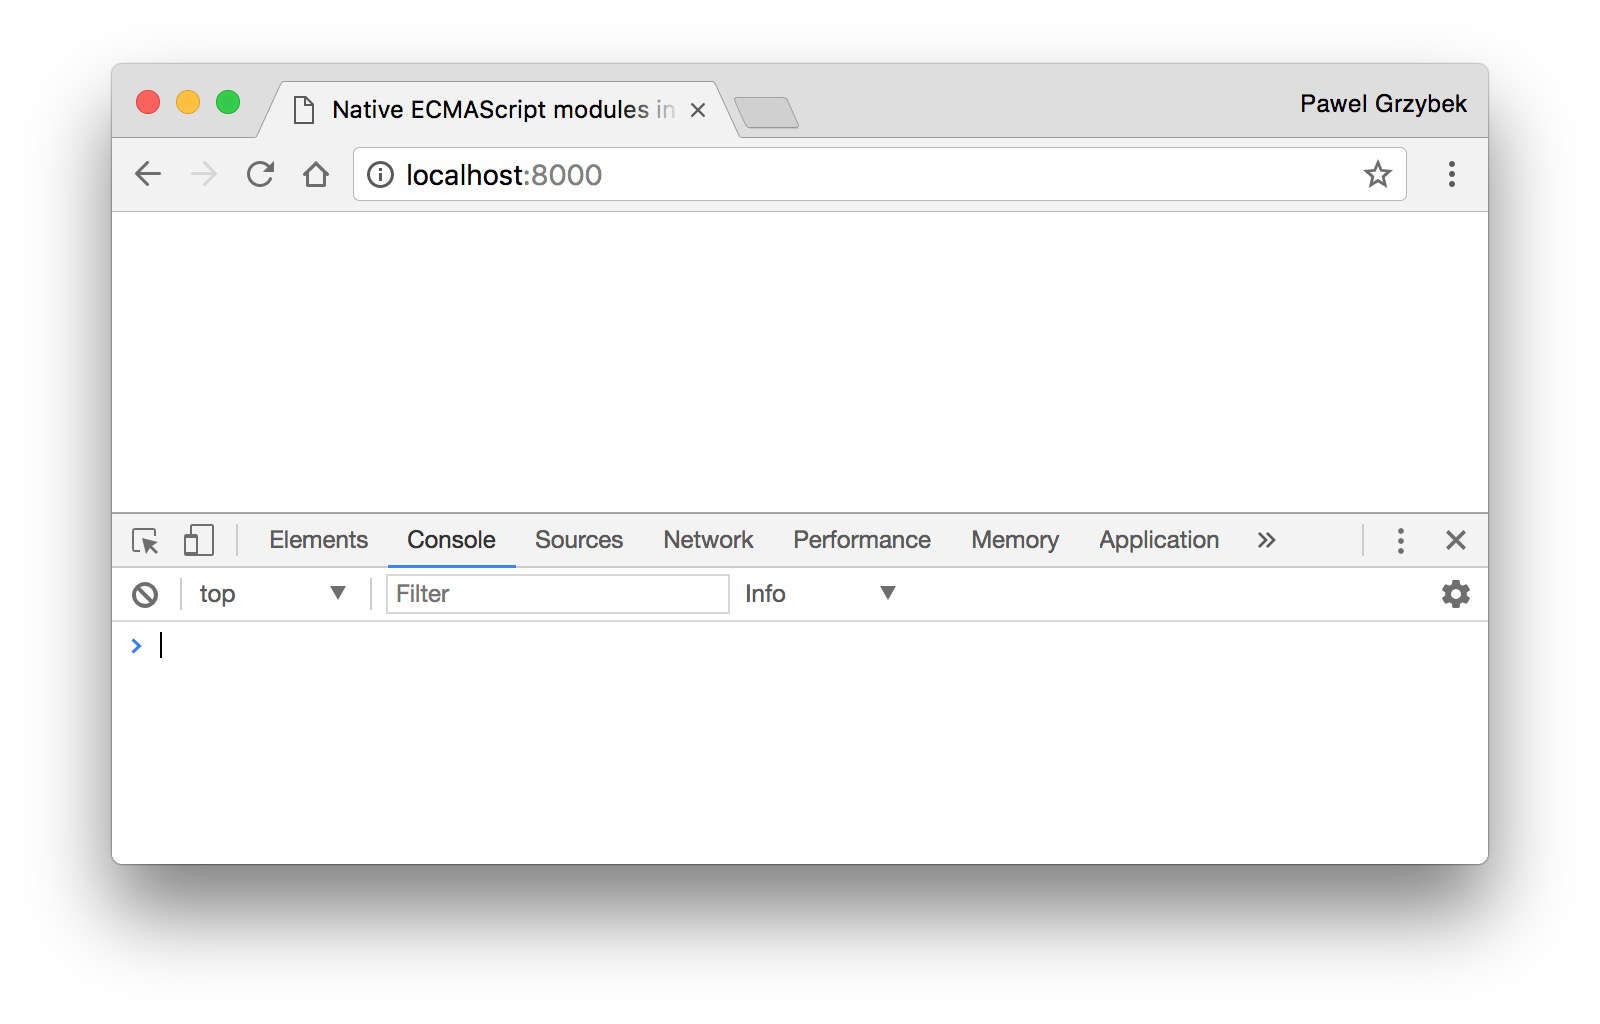 Native ECMAScript modules in
Pawel Grzybek
localhost:8000
Elements Console Sources Network Performance Memory Application
top Filter Info